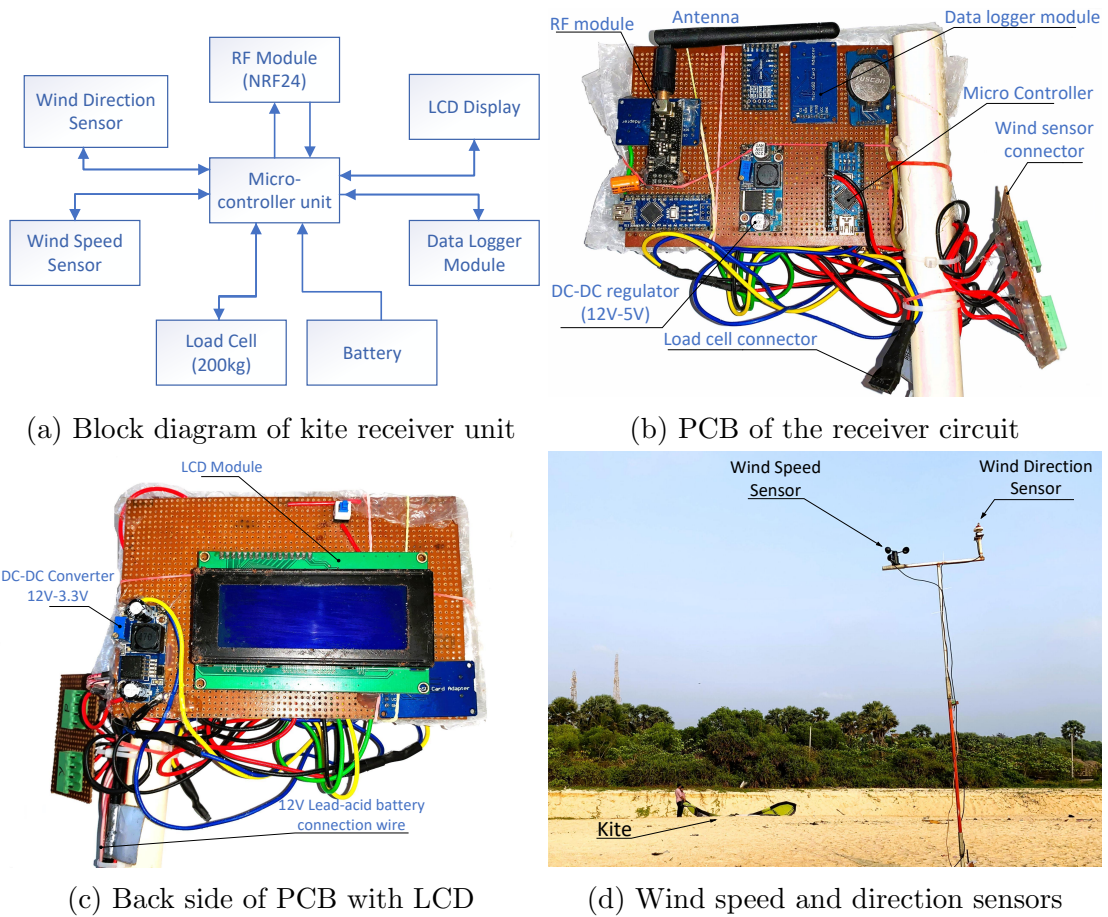 RF Module
(NRF24)
Wind Direction
Sensor
LCD Display
Micro-
controller unit
Wind Speed
Sensor
Data Logger
Module
Load Cell
(200kg)
Battery
(a) Block diagram of kite receiver unit
RF module
Antenna
Data logger module
Micro Controller
Wind sensor
connector
DC-DC regulator
(12V-5V)
Load cell connector
(b) PCB of the receiver circuit
LCD Module
DC-DC Converter
12V-3.3V
Card Adapter
12V Lead-acid battery
connection wire
(c) Back side of PCB with LCD
Wind Speed
Sensor
Wind Direction
Sensor
Kite
(d) Wind speed and direction sensors